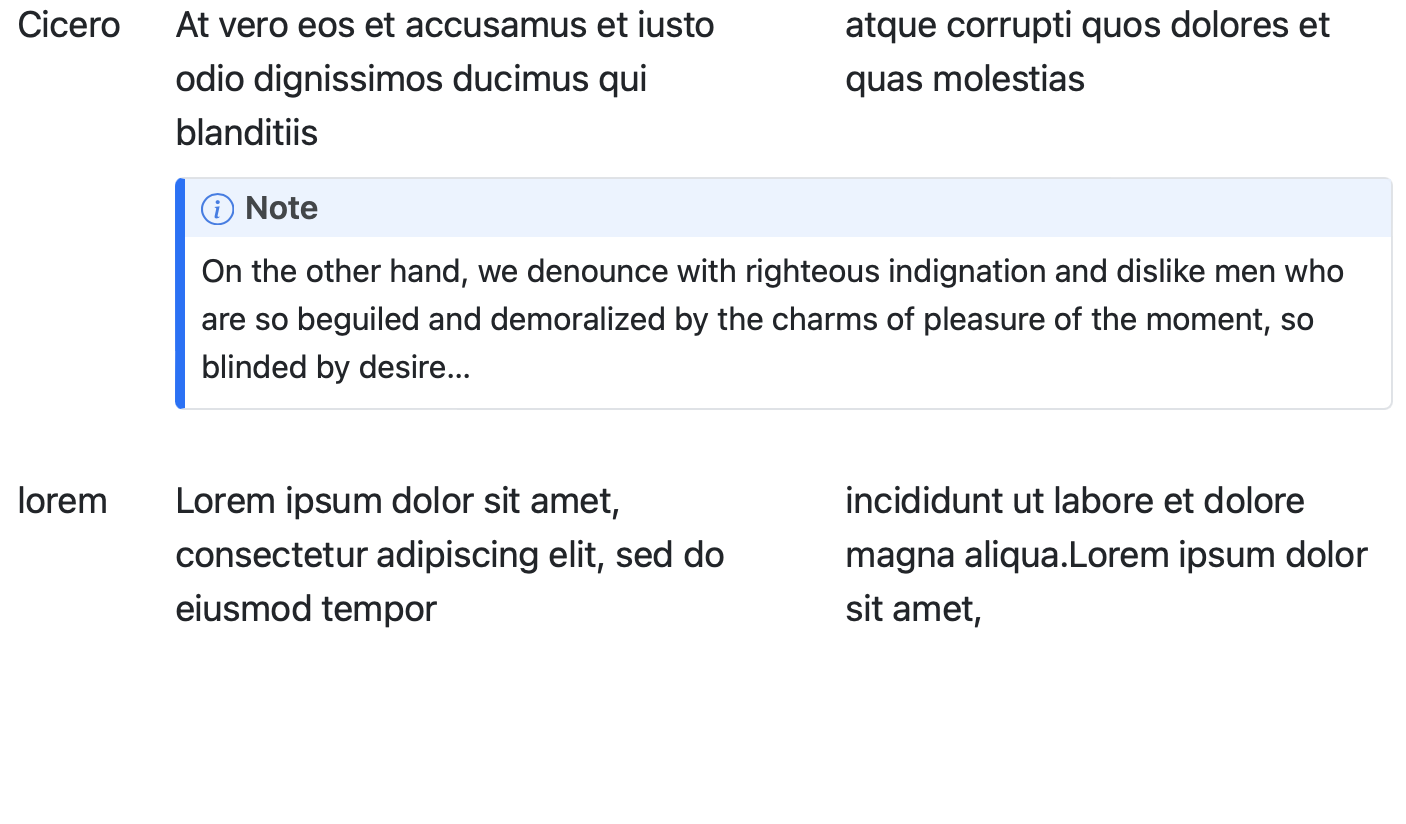 Cicero
At vero eos et accusamus et iusto
odio dignissimos ducimus qui
blanditiis
atque corrupti quos dolores et
quas molestias
Note
On the other hand, we denounce with righteous indignation and dislike men who
are so beguiled and demoralized by the charms of pleasure of the moment, so
blinded by desire...
lorem
Lorem ipsum dolor sit amet,
consectetur adipiscing elit, sed do
eiusmod tempor
incididunt ut labore et dolore
magna aliqua.Lorem ipsum dolor
sit amet,